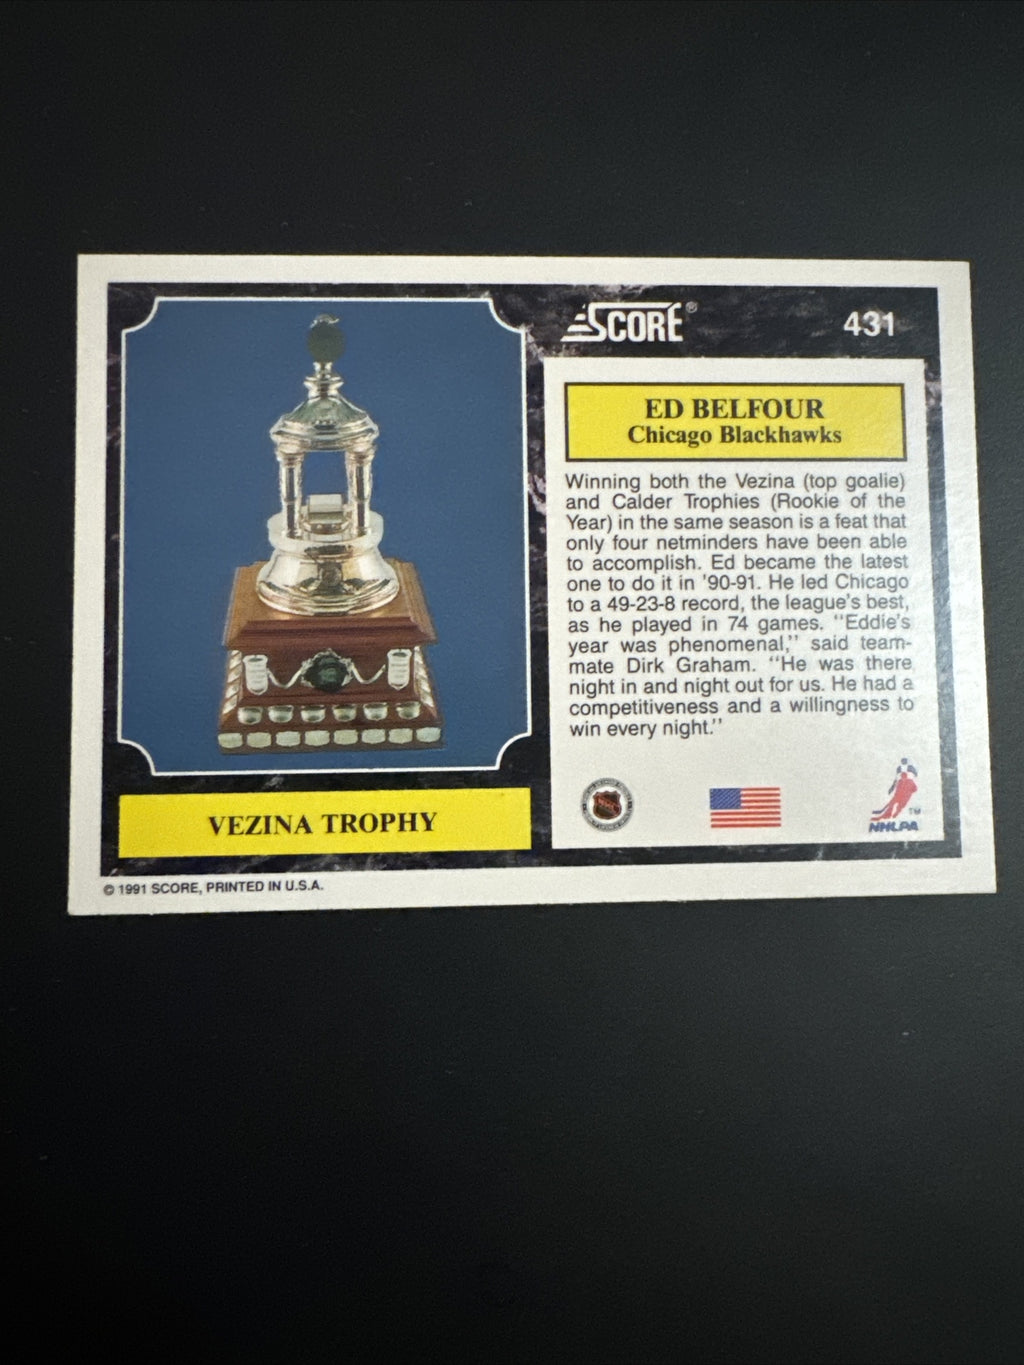 SCORE®
431
ED BELFOUR
Chicago Blackhawks
Winning both the Vezina (top goalie)
and Calder Trophies (Rookie of the
Year) in the same season is a feat that
only four netminders have been able
to accomplish. Ed became the latest
one to do it in '90-91. He led Chicago
to a 49-23-8 record, the league's best,
as he played in 74 games. "Eddie's
year was phenomenal," said team-
mate Dirk Graham. "He was there
night in and night out for us. He had a
competitiveness and a willingness to
win every night."
NHL
TM
NHLPA
VEZINA TROPHY
© 1991 SCORE, PRINTED IN U.S.A.